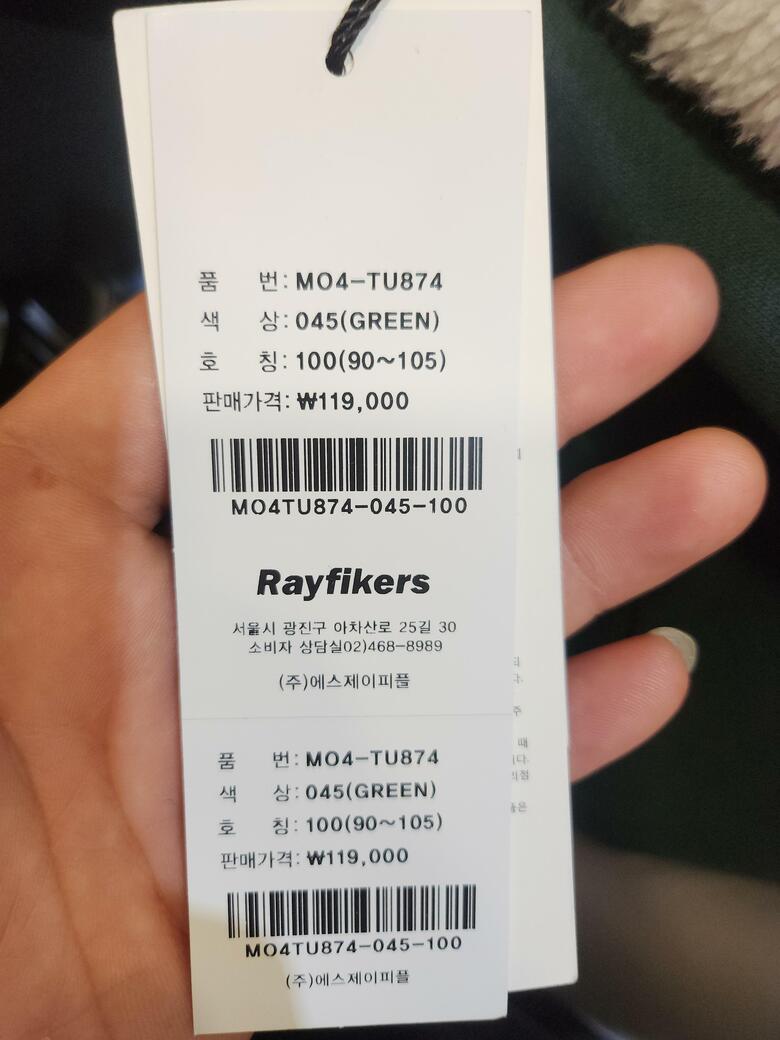 품 번: MO4-TU874
색 상: 045(GREEN)
호 칭: 100(90~105)
판매가격: ₩119,000
MO4TU874-045-100
Rayfikers
서울시 광진구 아차산로 25길 30
소비자 상담실02)468-8989
(주)에스제이피플
품 번: MO4-TU874
색 상: 045(GREEN)
호 칭: 100(90~105)
판매가격: ₩119,000
MO4TU874-045-100
(주)에스제이피플